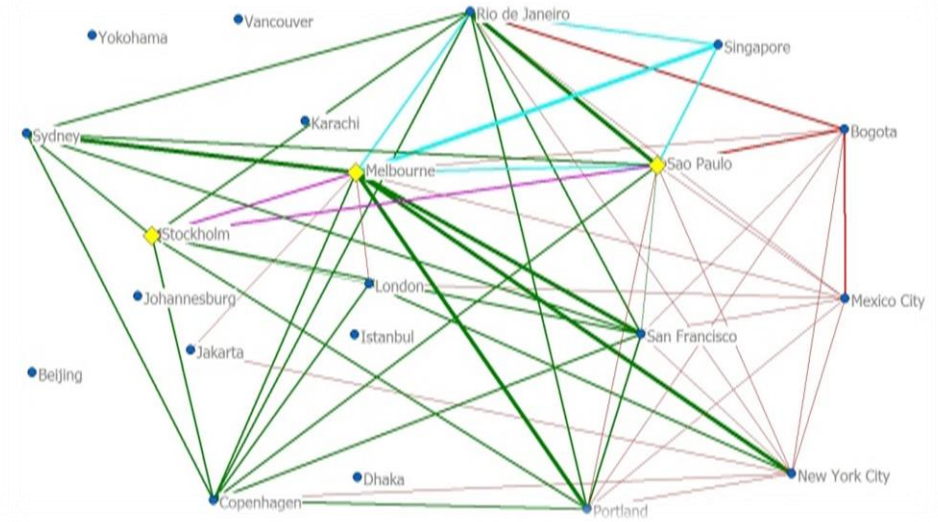 Rio de Janeiro
Vancouver
Yokohama
Singapore
Karachi
Sydney
Bogota
Melbourne
Sao Paulo
Stockholm
London
Johannesburg
Mexico City
Istanbul
San Francisco
Jakarta
Beijing
Dhaka
New York City
Copenhagen
Portland